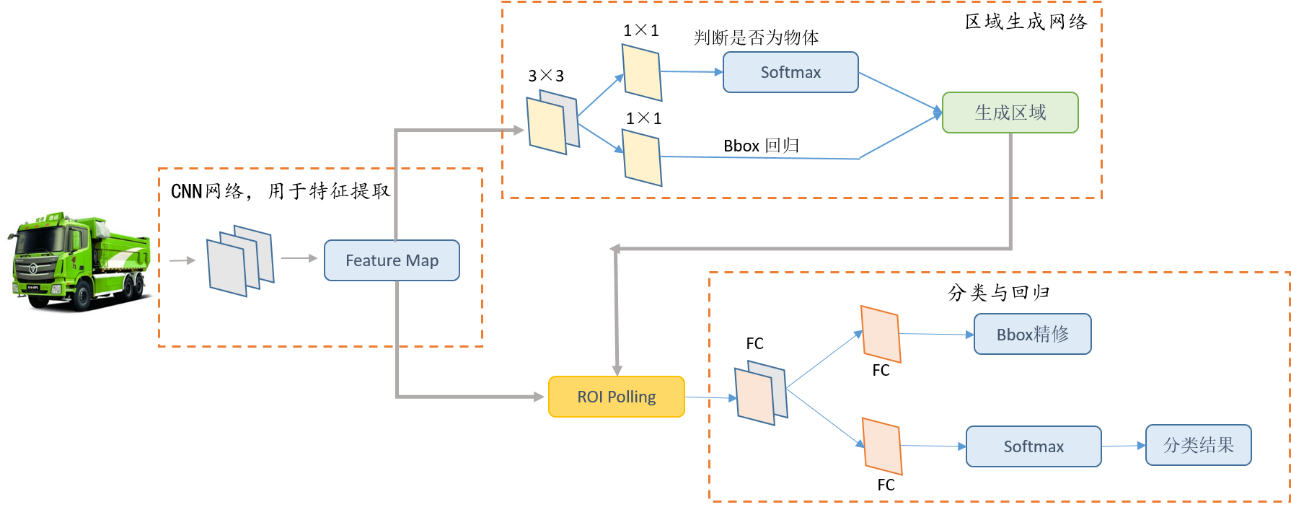 区域生成网络
1×1
判断是否为物体
Softmax
3×3
1×1
Bbox 回归
生成区域
CNN网络，用于特征提取
Feature Map
ROI Polling
分类与回归
FC
FC
Bbox精修
FC
Softmax
分类结果